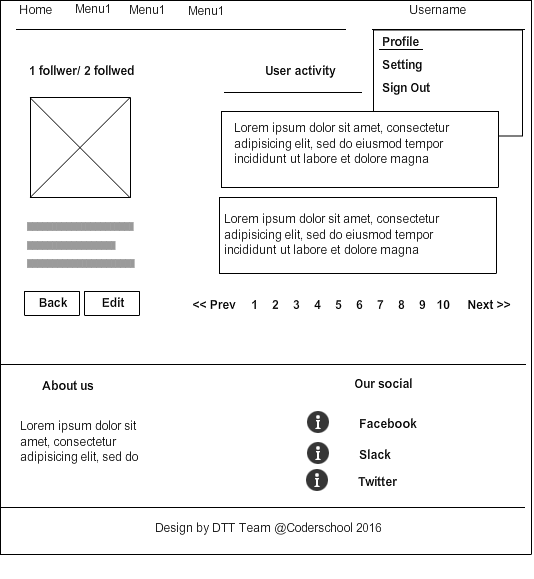 Home Menu1 Menu1 Menu1 Username
Profile
Setting
Sign Out
1 follwer/ 2 follwed
User activity
Lorem ipsum dolor sit amet, consectetur
adipisicing elit, sed do eiusmod tempor
incididunt ut labore et dolore magna
Lorem ipsum dolor sit amet, consectetur
adipisicing elit, sed do eiusmod tempor
incididunt ut labore et dolore magna
Back Edit
<< Prev 1 2 3 4 5 6 7 8 9 10 Next >>
About us
Lorem ipsum dolor sit
amet, consectetur
adipisicing elit, sed do
Our social
Facebook
Slack
Twitter
Design by DTT Team @Coderschool 2016